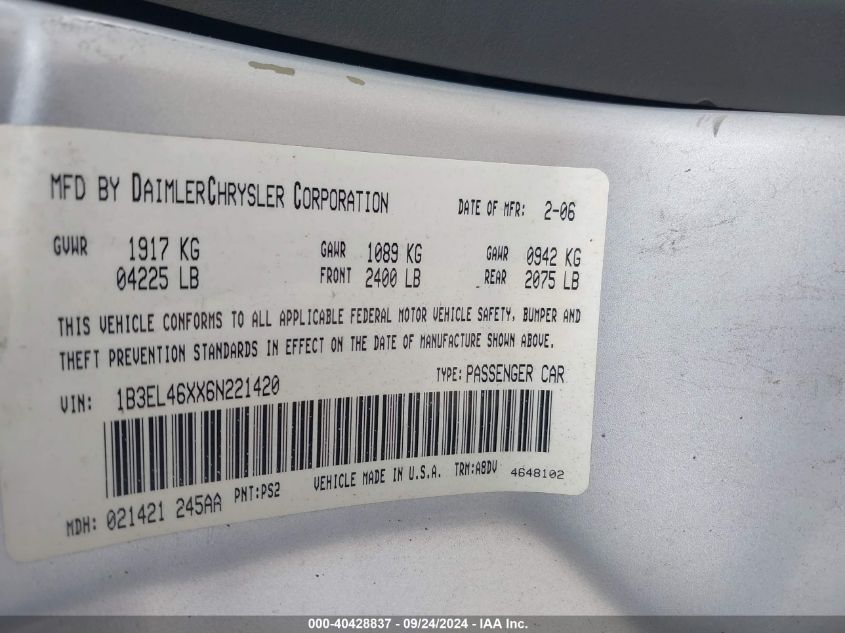 MFD BY DAIMLERCHRYSLER CORPORATION DATE OF MFR: 2-06
GVWR 1917 KG GAWR 1089 KG GAWR 0942 KG
04225 LB FRONT 2400 LB REAR 2075 LB
THIS VEHICLE CONFORMS TO ALL APPLICABLE FEDERAL MOTOR VEHICLE SAFETY, BUMPER AND
THEFT PREVENTION STANDARDS IN EFFECT ON THE DATE OF MANUFACTURE SHOWN ABOVE.
VIN: 1B3EL46XX6N221420 TYPE: PASSENGER CAR
MDH: 021421 245AA PNT:PS2 VEHICLE MADE IN U.S.A. TRM:A8DV 4648102
000-40428837 - 09/24/2024 - IAA Inc.